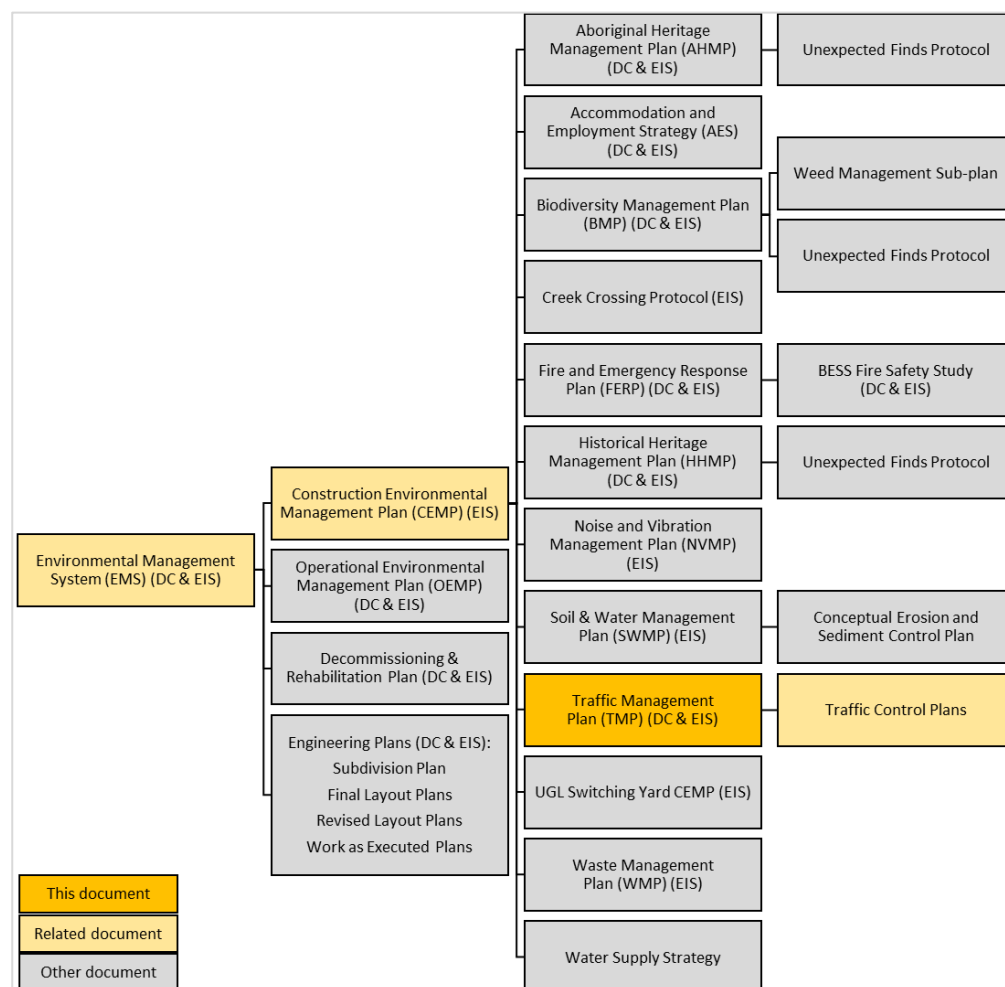 Aboriginal Heritage
Management Plan (AHMP)
(DC & EIS)
Unexpected Finds Protocol
Accommodation and
Employment Strategy (AES)
(DC & EIS)
Weed Management Sub-plan
Biodiversity Management Plan
(BMP) (DC & EIS)
Unexpected Finds Protocol
Creek Crossing Protocol (EIS)
Fire and Emergency Response
Plan (FERP) (DC & EIS)
BESS Fire Safety Study
(DC & EIS)
Historical Heritage
Management Plan (HHMP)
(DC & EIS)
Unexpected Finds Protocol
Construction Environmental
Management Plan (CEMP) (EIS)
Noise and Vibration
Management Plan (NVMP)
(EIS)
Environmental Management
System (EMS) (DC & EIS)
Operational Environmental
Management Plan (OEMP)
(DC & EIS)
Soil & Water Management
Plan (SWMP) (EIS)
Conceptual Erosion and
Sediment Control Plan
Decommissioning &
Rehabilitation Plan (DC & EIS)
Traffic Management
Plan (TMP) (DC & EIS)
Traffic Control Plans
Engineering Plans (DC & EIS):
Subdivision Plan
Final Layout Plans
Revised Layout Plans
Work as Executed Plans
UGL Switching Yard CEMP (EIS)
Waste Management
Plan (WMP) (EIS)
Water Supply Strategy
This document
Related document
Other document